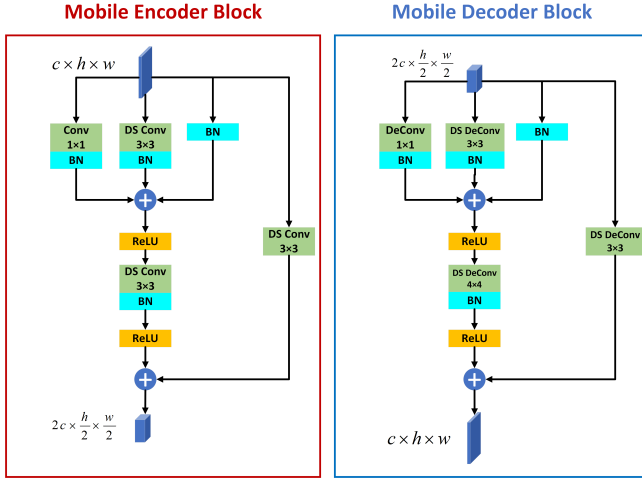 Mobile Encoder Block
c × h × w
Conv
1×1
BN
DS Conv
3×3
BN
BN
ReLU
DS Conv
3×3
DS Conv
3×3
BN
ReLU
2c × h/2 × w/2
Mobile Decoder Block
2c × h/2 × w/2
DeConv
1×1
BN
DS DeConv
3×3
BN
BN
ReLU
DS DeConv
3×3
DS DeConv
4×4
BN
ReLU
c × h × w